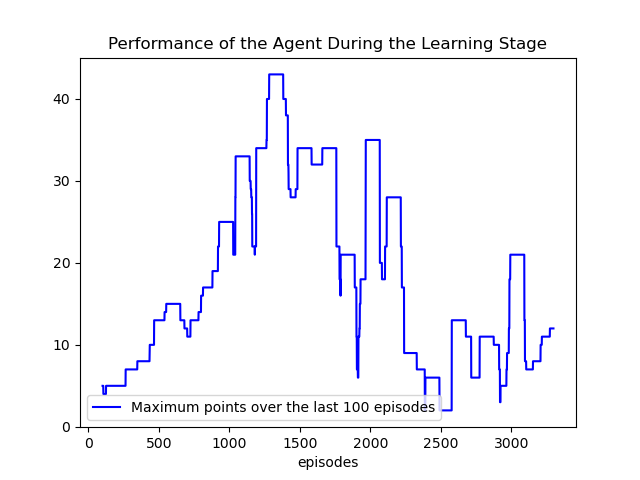 Performance of the Agent During the Learning Stage
40
30
20
10
0
Maximum points over the last 100 episodes
0 500 1000 1500 2000 2500 3000
episodes